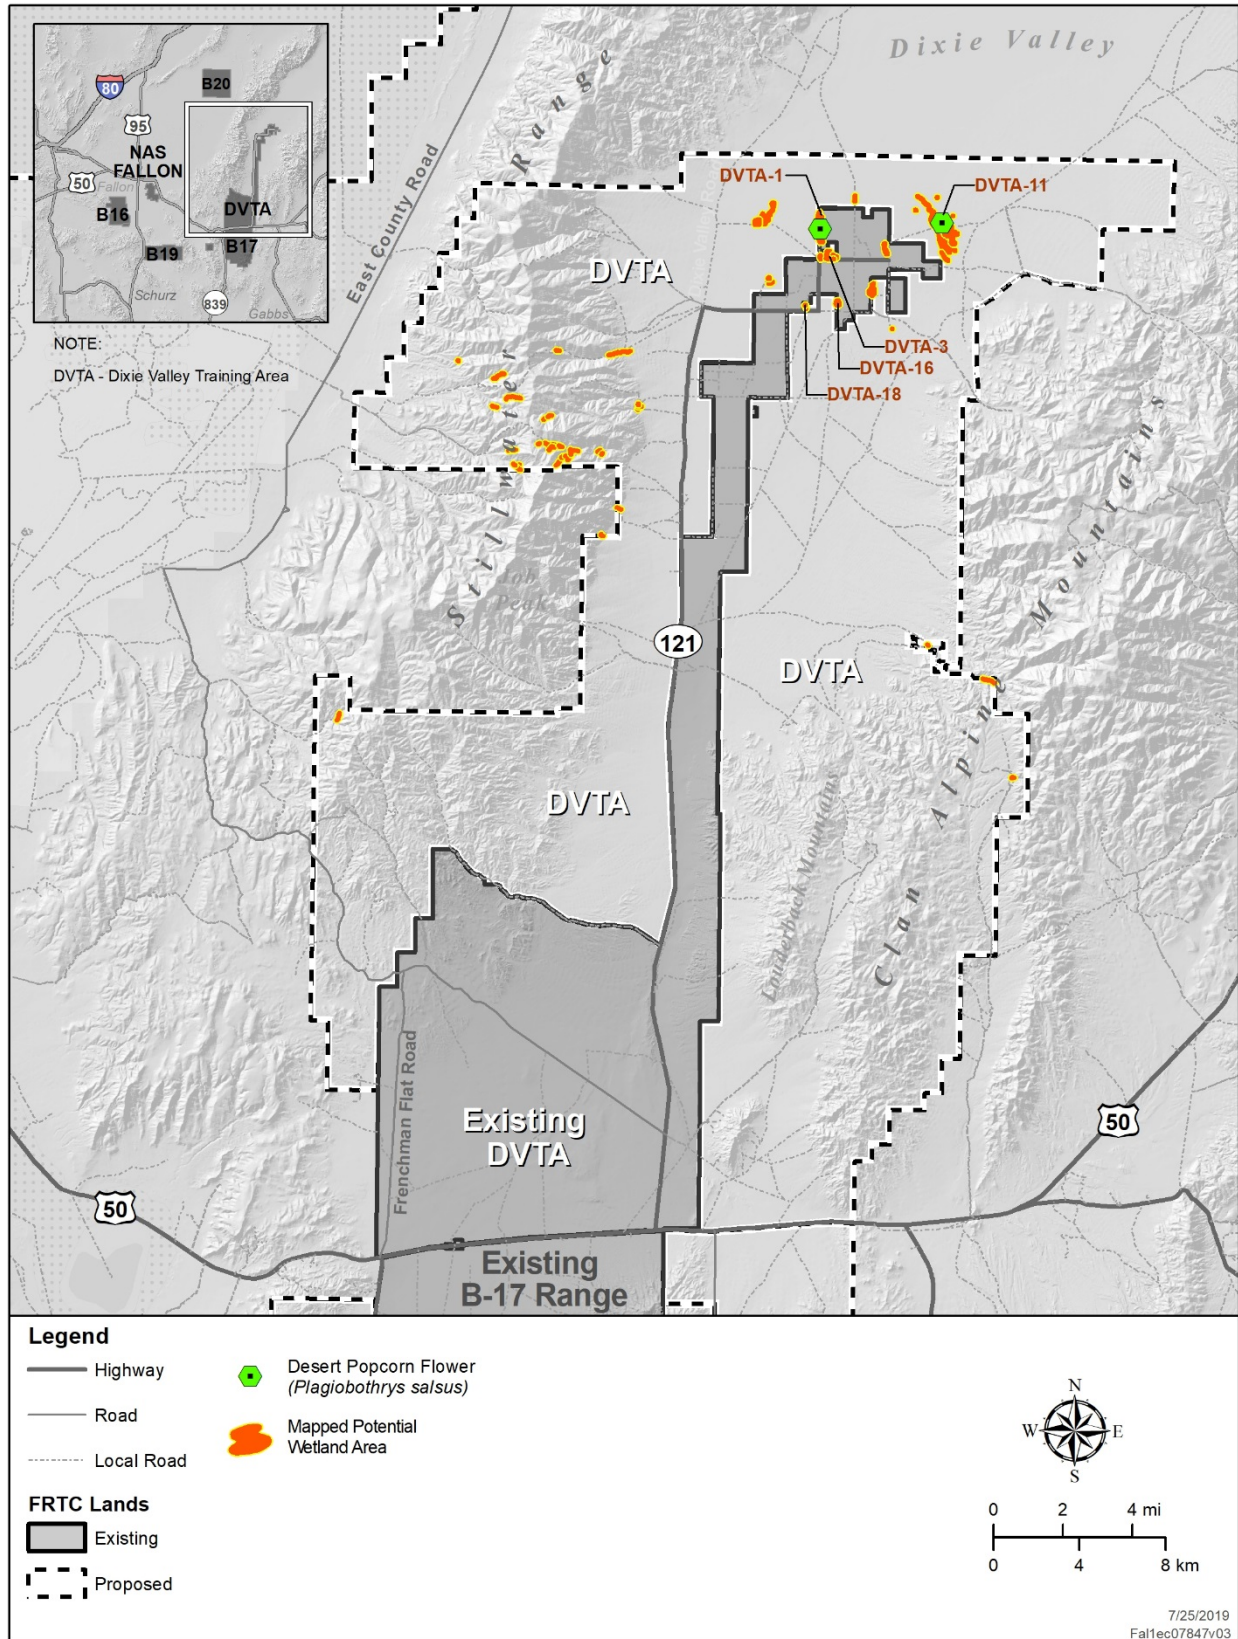 Dixie Valley
Range
80
95
B20
NAS
FALLON
50
Fallon
B16
DVTA
B19
B17
Schurz
839
Gabbs
East County Road
NOTE:
DVTA - Dixie Valley Training Area
DVTA-1
DVTA-11
DVTA
DVTA-3
DVTA-16
DVTA-18
Stillwater
Job
Peak
121
DVTA
DVTA
Clan Alpine Mountains
Louderback Mountains
Frenchman Flat Road
Existing
DVTA
50
50
Existing
B-17 Range
Legend
Highway
Road
Local Road
FRTC Lands
Existing
Proposed
Desert Popcorn Flower
(Plagiobothrys salsus)
Mapped Potential
Wetland Area
N
W E
S
0 2 4 mi
0 4 8 km
7/25/2019
Fal1ec07847v03